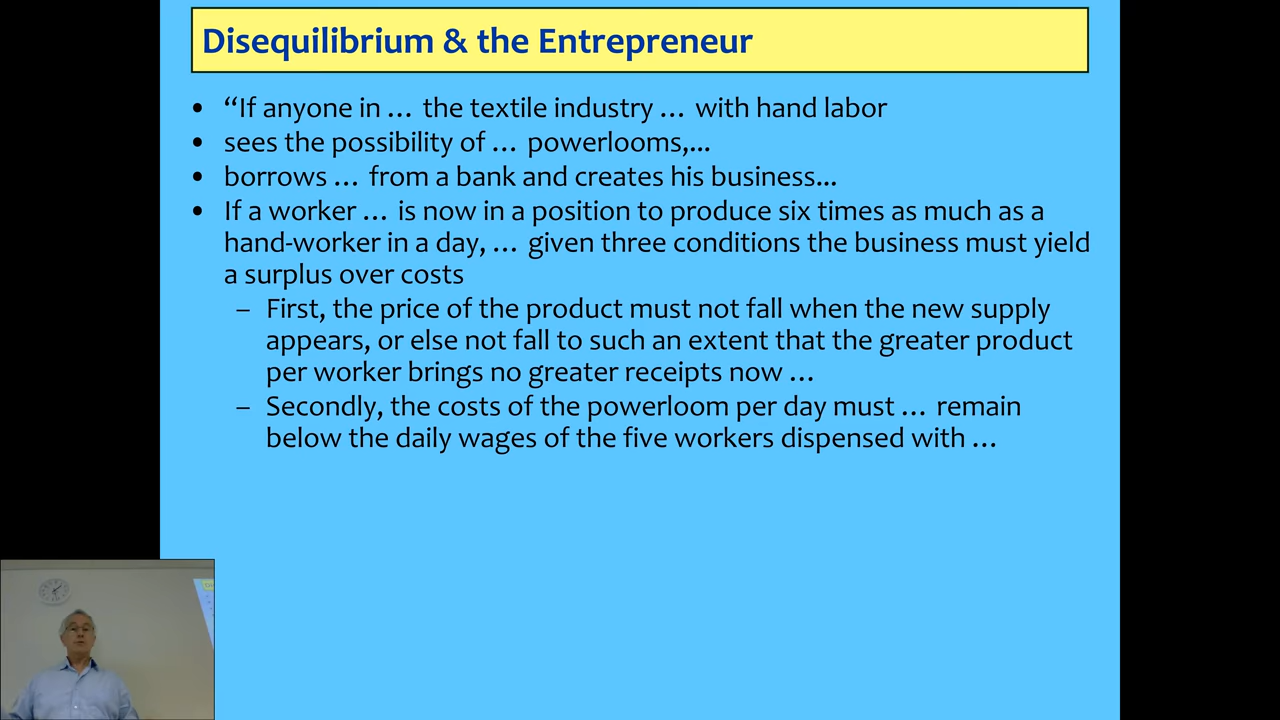 Disequilibrium & the Entrepreneur
• “If anyone in … the textile industry … with hand labor
• sees the possibility of … powerlooms,...
• borrows … from a bank and creates his business...
• If a worker … is now in a position to produce six times as much as a
hand-worker in a day, … given three conditions the business must yield
a surplus over costs
– First, the price of the product must not fall when the new supply
appears, or else not fall to such an extent that the greater product
per worker brings no greater receipts now …
– Secondly, the costs of the powerloom per day must … remain
below the daily wages of the five workers dispensed with …